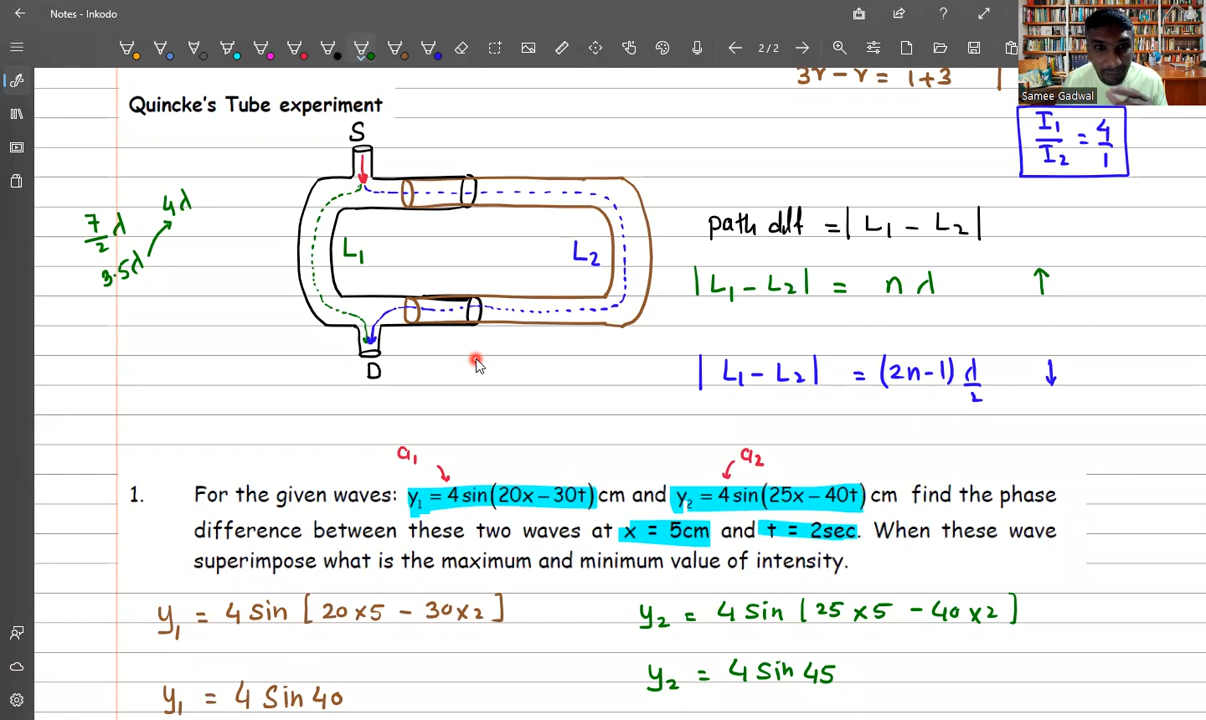 Notes - Inkodo
2 / 2
3r - r = 1 + 3
Samee Gadwal
Quincke's Tube experiment
S
I₁/I₂ = 4/1
7/2 λ
4λ
3.5λ
L₁
L₂
path diff = | L₁ - L₂ |
| L₁ - L₂ | = n λ ↑
D
| L₁ - L₂ | = (2n-1) λ/2 ↓
a₁
a₂
1. For the given waves: y₁ = 4 sin(20x - 30t) cm and y₂ = 4 sin(25x - 40t) cm find the phase
difference between these two waves at x = 5cm and t = 2sec. When these wave
superimpose what is the maximum and minimum value of intensity.
y₁ = 4 sin [ 20 x 5 - 30 x 2 ]
y₂ = 4 sin [ 25 x 5 - 40 x 2 ]
y₂ = 4 sin 45
y₁ = 4 Sin 40